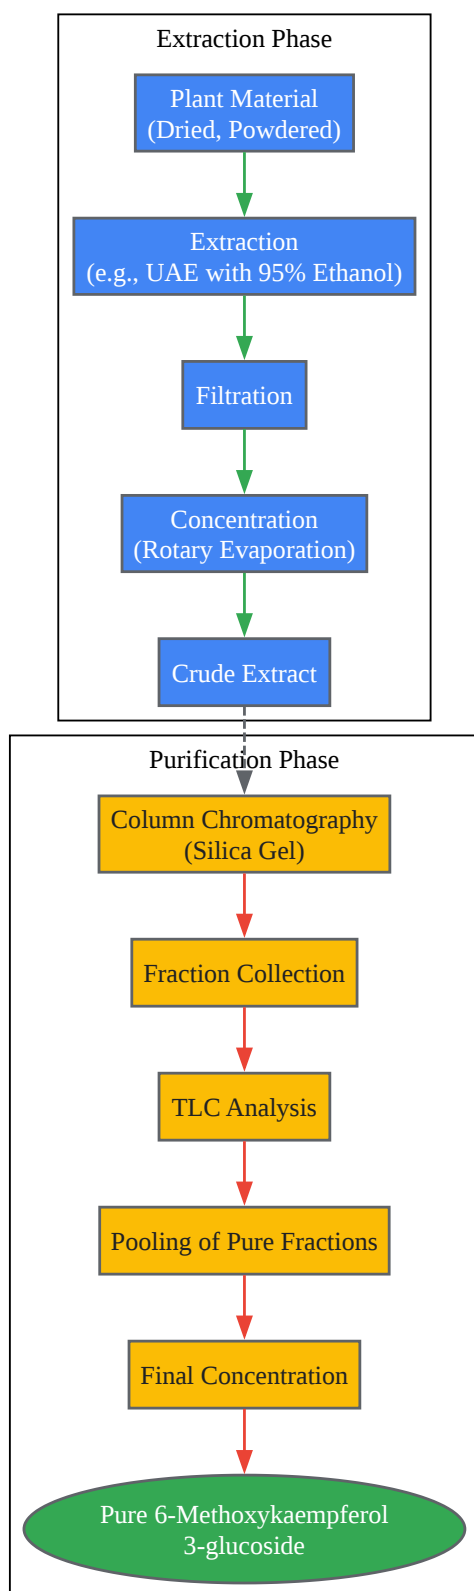 Extraction Phase
Plant Material
(Dried, Powdered)
Extraction
(e.g., UAE with 95% Ethanol)
Filtration
Concentration
(Rotary Evaporation)
Crude Extract
Purification Phase
Column Chromatography
(Silica Gel)
Fraction Collection
TLC Analysis
Pooling of Pure Fractions
Final Concentration
Pure 6-Methoxykaempferol
3-glucoside